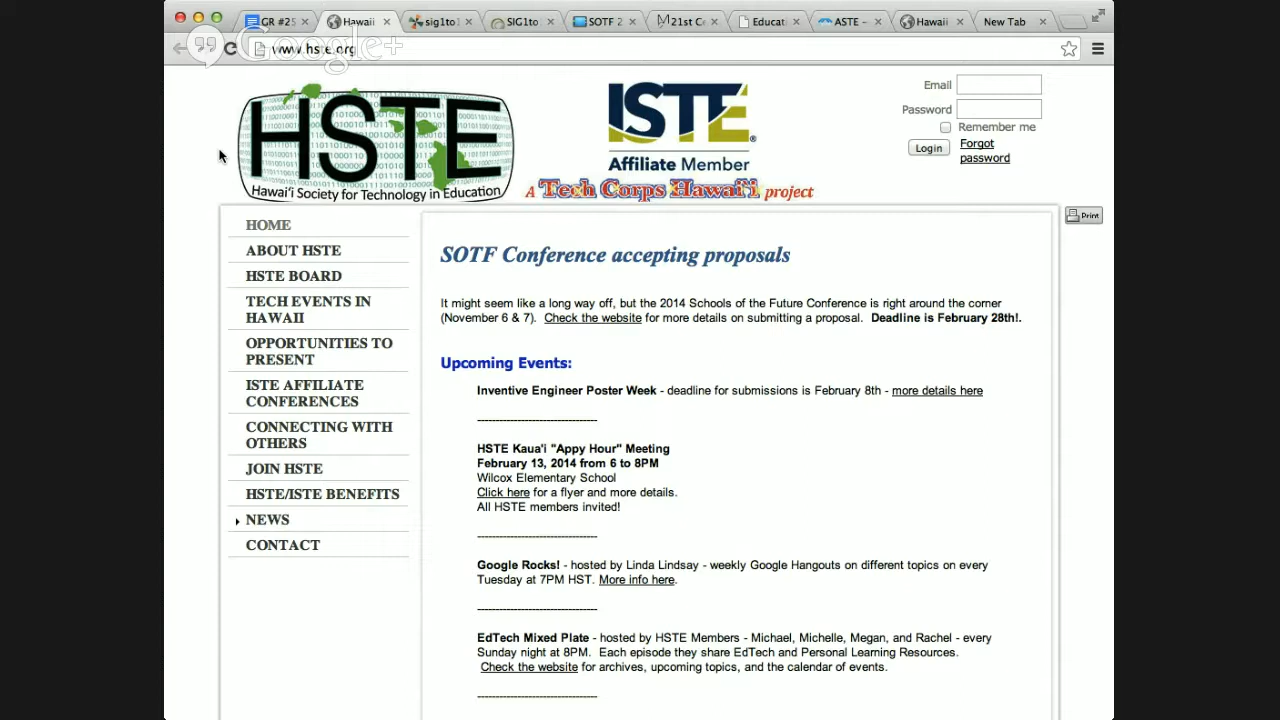 GR #25
Hawaii
sig1to1
SIG1to
SOTF 2
21st Ce
Educat
ASTE -
Hawaii
New Tab
Google+
www.hste.org
HSTE
Hawai'i Society for Technology in Education
ISTE
Affiliate Member
A Tech Corps Hawai'i project
Email
Password
Remember me
Login
Forgot
password
Print
HOME
ABOUT HSTE
HSTE BOARD
TECH EVENTS IN
HAWAII
OPPORTUNITIES TO
PRESENT
ISTE AFFILIATE
CONFERENCES
CONNECTING WITH
OTHERS
JOIN HSTE
HSTE/ISTE BENEFITS
NEWS
CONTACT
SOTF Conference accepting proposals
It might seem like a long way off, but the 2014 Schools of the Future Conference is right around the corner
(November 6 & 7). Check the website for more details on submitting a proposal. Deadline is February 28th!.
Upcoming Events:
Inventive Engineer Poster Week - deadline for submissions is February 8th - more details here
--------------------------------
HSTE Kaua'i "Appy Hour" Meeting
February 13, 2014 from 6 to 8PM
Wilcox Elementary School
Click here for a flyer and more details.
All HSTE members invited!
--------------------------------
Google Rocks! - hosted by Linda Lindsay - weekly Google Hangouts on different topics on every
Tuesday at 7PM HST. More info here.
--------------------------------
EdTech Mixed Plate - hosted by HSTE Members - Michael, Michelle, Megan, and Rachel - every
Sunday night at 8PM. Each episode they share EdTech and Personal Learning Resources.
Check the website for archives, upcoming topics, and the calendar of events.
--------------------------------